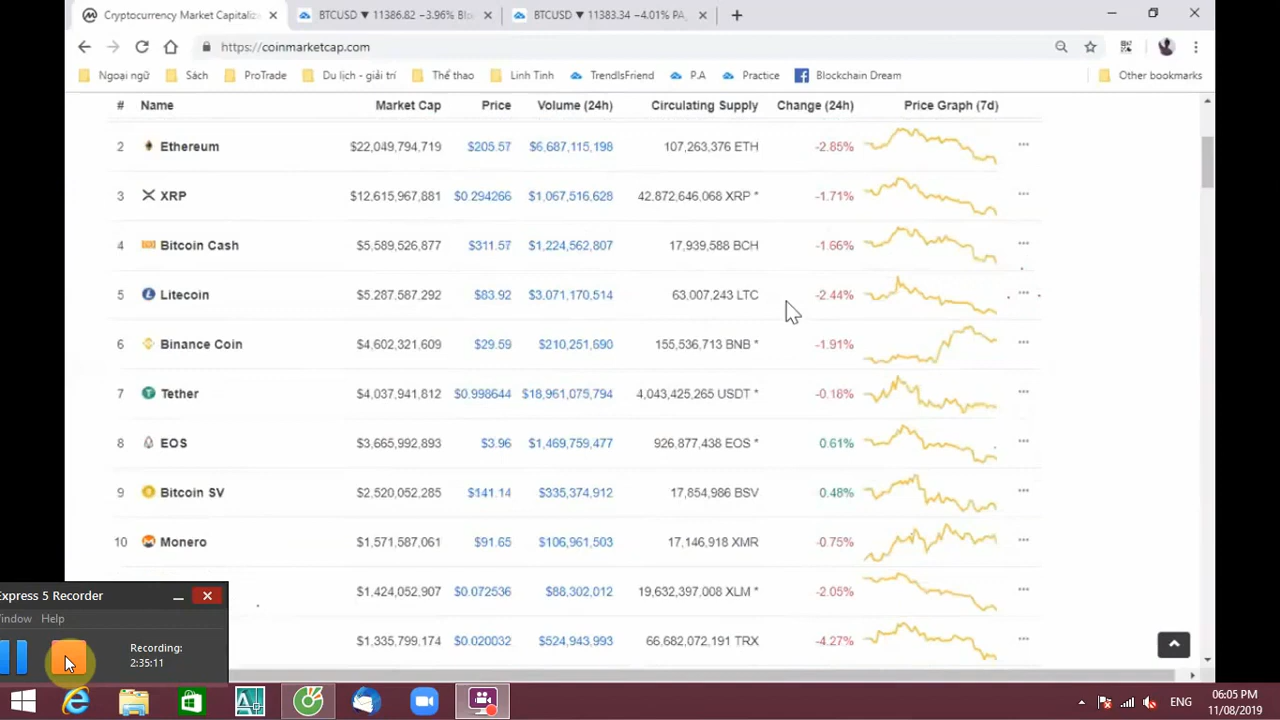 Cryptocurrency Market Capitaliz
BTCUSD ▼ 11386.82 −3.96% Bl
BTCUSD ▼ 11383.34 −4.01% PA
https://coinmarketcap.com
Ngoại ngữ Sách ProTrade Du lịch - giải trí Thể thao Linh Tinh TrendIsFriend P.A Practice Blockchain Dream Other bookmarks
# Name Market Cap Price Volume (24h) Circulating Supply Change (24h) Price Graph (7d)
2 Ethereum $22,049,794,719 $205.57 $6,687,115,198 107,263,376 ETH -2.85%
3 XRP $12,615,967,881 $0.294266 $1,067,516,628 42,872,646,068 XRP * -1.71%
4 Bitcoin Cash $5,589,526,877 $311.57 $1,224,562,807 17,939,588 BCH -1.66%
5 Litecoin $5,287,587,292 $83.92 $3,071,170,514 63,007,243 LTC -2.44%
6 Binance Coin $4,602,321,609 $29.59 $210,251,690 155,536,713 BNB * -1.91%
7 Tether $4,037,941,812 $0.998644 $18,961,075,794 4,043,425,265 USDT * -0.18%
8 EOS $3,665,992,893 $3.96 $1,469,759,477 926,877,438 EOS * 0.61%
9 Bitcoin SV $2,520,052,285 $141.14 $335,374,912 17,854,986 BSV 0.48%
10 Monero $1,571,587,061 $91.65 $106,961,503 17,146,918 XMR -0.75%
$1,424,052,907 $0.072536 $88,302,012 19,632,397,008 XLM * -2.05%
$1,335,799,174 $0.020032 $524,943,993 66,682,072,191 TRX -4.27%
Express 5 Recorder
indow Help
Recording:
2:35:11
ENG
06:05 PM
11/08/2019